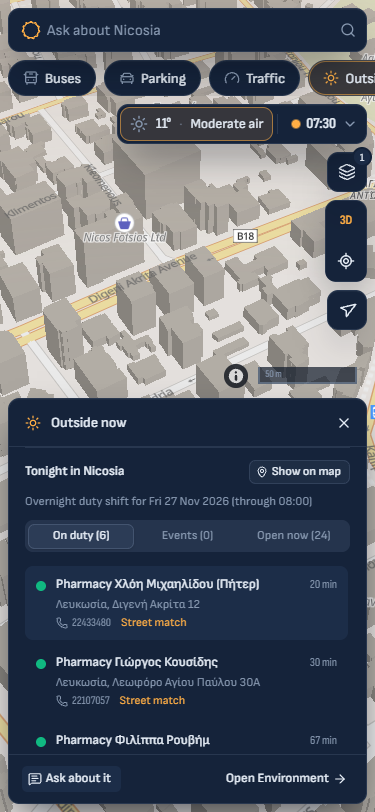 Ask about Nicosia
Buses
Parking
Traffic
Outsi
11° · Moderate air
07:30
1
3D
Klimentos
ΑΝΤΩ
Nicos Fotsios Ltd
B18
Digeni Akrita Avenue
50 m
Outside now
Tonight in Nicosia
Show on map
Overnight duty shift for Fri 27 Nov 2026 (through 08:00)
On duty (6)
Events (0)
Open now (24)
Pharmacy Χλόη Μιχαηλίδου (Πήτερ)
20 min
Λευκωσία, Διγενή Ακρίτα 12
22433480 Street match
Pharmacy Γιώργος Κουσίδης
30 min
Λευκωσία, Λεωφόρο Αγίου Παύλου 30Α
22107057 Street match
Pharmacy Φιλίππα Ρουβήμ
67 min
Ask about it
Open Environment →